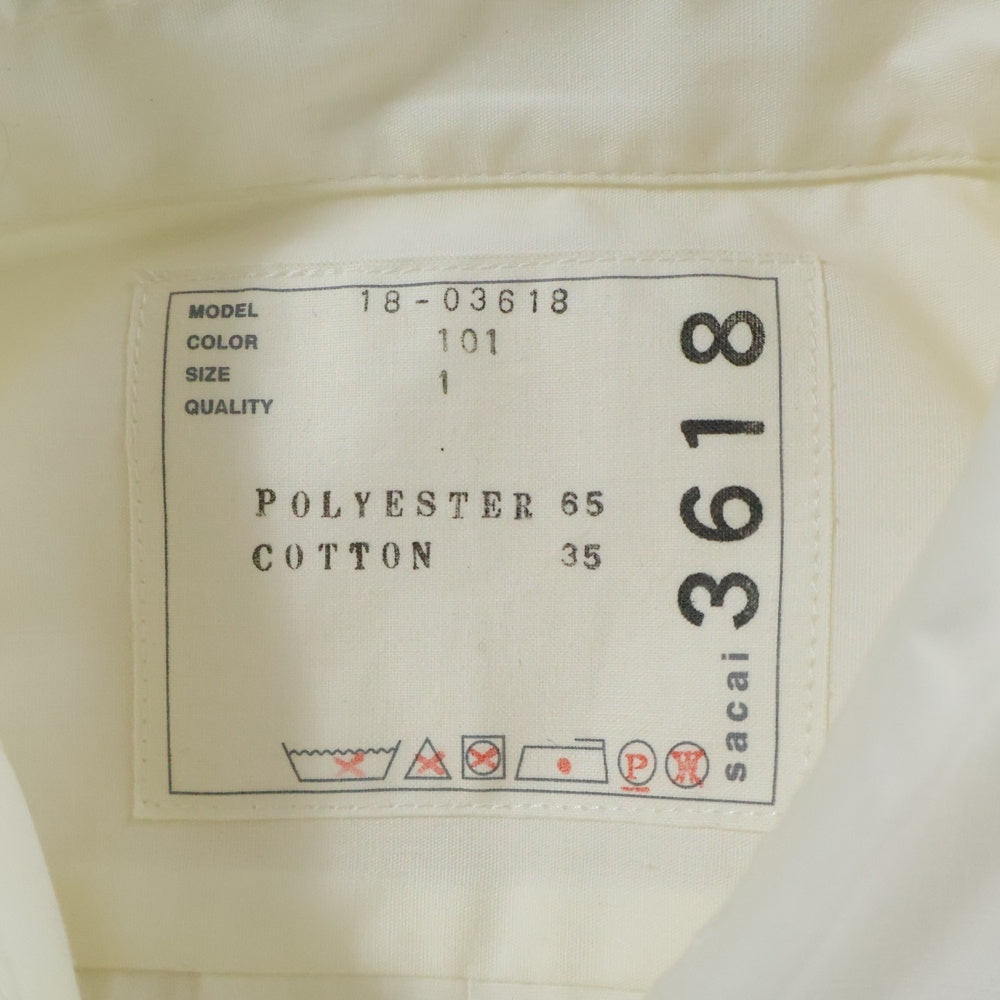 MODEL 18-03618
COLOR 101
SIZE 1
QUALITY
POLYESTER 65
COTTON 35
P W
sacai 3618